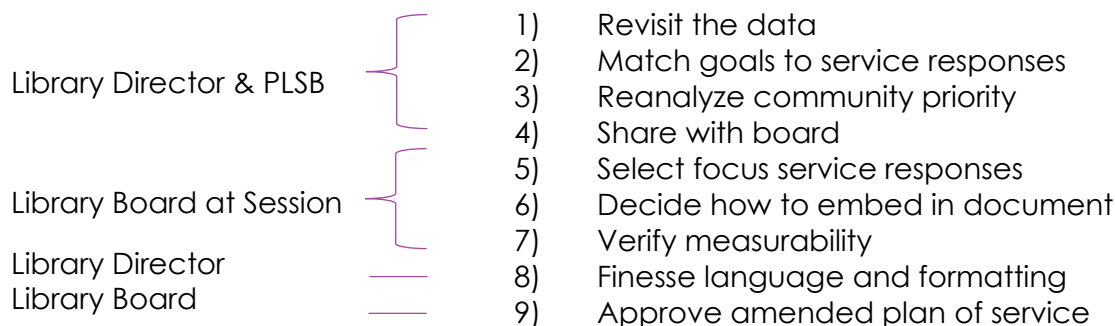 1) Revisit the data
2) Match goals to service responses
Library Director & PLSB
3) Reanalyze community priority
4) Share with board
5) Select focus service responses
Library Board at Session
6) Decide how to embed in document
7) Verify measurability
Library Director
8) Finesse language and formatting
Library Board
9) Approve amended plan of service